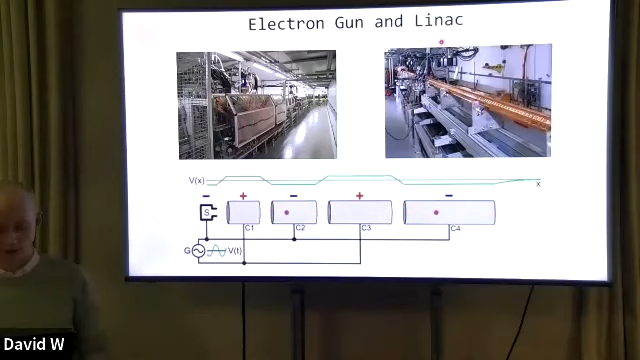 Electron Gun and Linac
V(x)
x
− + − + −
S
C1 C2 C3 C4
G V(t)
David W